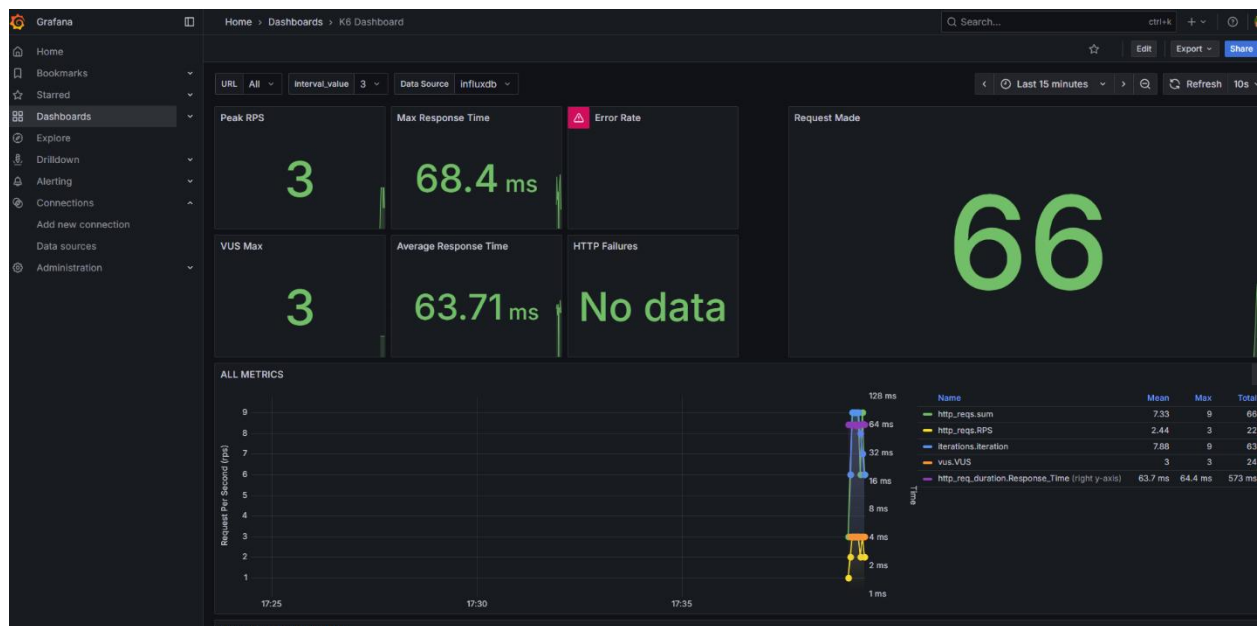 Grafana
Home > Dashboards > K6 Dashboard
Search...
ctrl+k
Home
Bookmarks
Starred
Dashboards
Explore
Drilldown
Alerting
Connections
Add new connection
Data sources
Administration
Edit
Export
Share
URL All
Interval_value 3
Data Source influxdb
Last 15 minutes
Refresh 10s
Peak RPS
3
Max Response Time
68.4 ms
Error Rate
Request Made
66
VUS Max
3
Average Response Time
63.71 ms
HTTP Failures
No data
ALL METRICS
Request Per Second (rps)
9
8
7
6
5
4
3
2
1
17:25
17:30
17:35
128 ms
64 ms
32 ms
16 ms
8 ms
4 ms
2 ms
1 ms
Time
Name Mean Max Total
http_reqs.sum 7.33 9 66
http_reqs.RPS 2.44 3 22
iterations.iteration 7.88 9 63
vus.VUS 3 3 24
http_req_duration.Response_Time (right y-axis) 63.7 ms 64.4 ms 573 ms